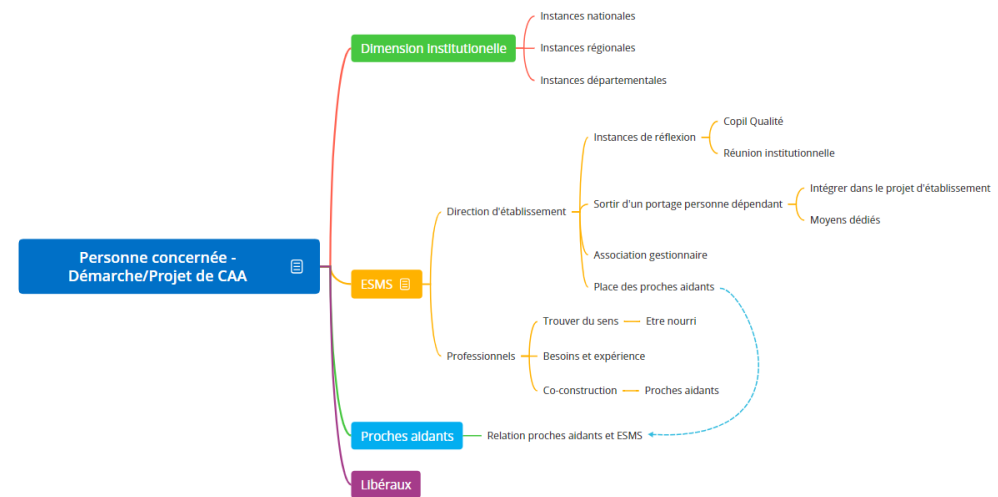 Personne concernée -
Démarche/Projet de CAA
Dimension institutionelle
Instances nationales
Instances régionales
Instances départementales
ESMS
Direction d'établissement
Instances de réflexion
Copil Qualité
Réunion institutionnelle
Sortir d'un portage personne dépendant
Intégrer dans le projet d'établissement
Moyens dédiés
Association gestionnaire
Place des proches aidants
Professionnels
Trouver du sens
Etre nourri
Besoins et expérience
Co-construction
Proches aidants
Proches aidants
Relation proches aidants et ESMS
Libéraux